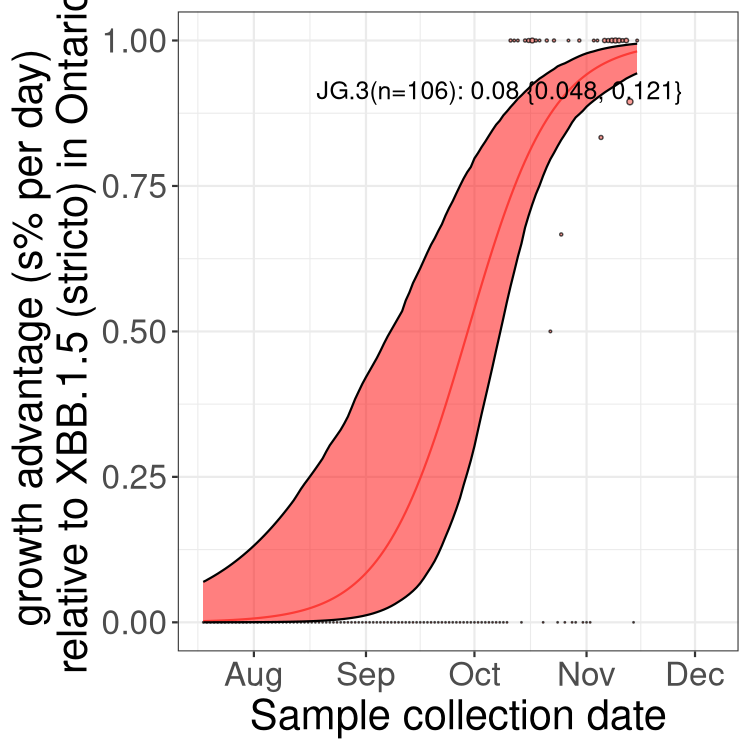 growth advantage (s% per day)
relative to XBB.1.5 (stricto) in Ontario
1.00
0.75
0.50
0.25
0.00
JG.3(n=106): 0.08 {0.048, 0.121}
Aug Sep Oct Nov Dec
Sample collection date